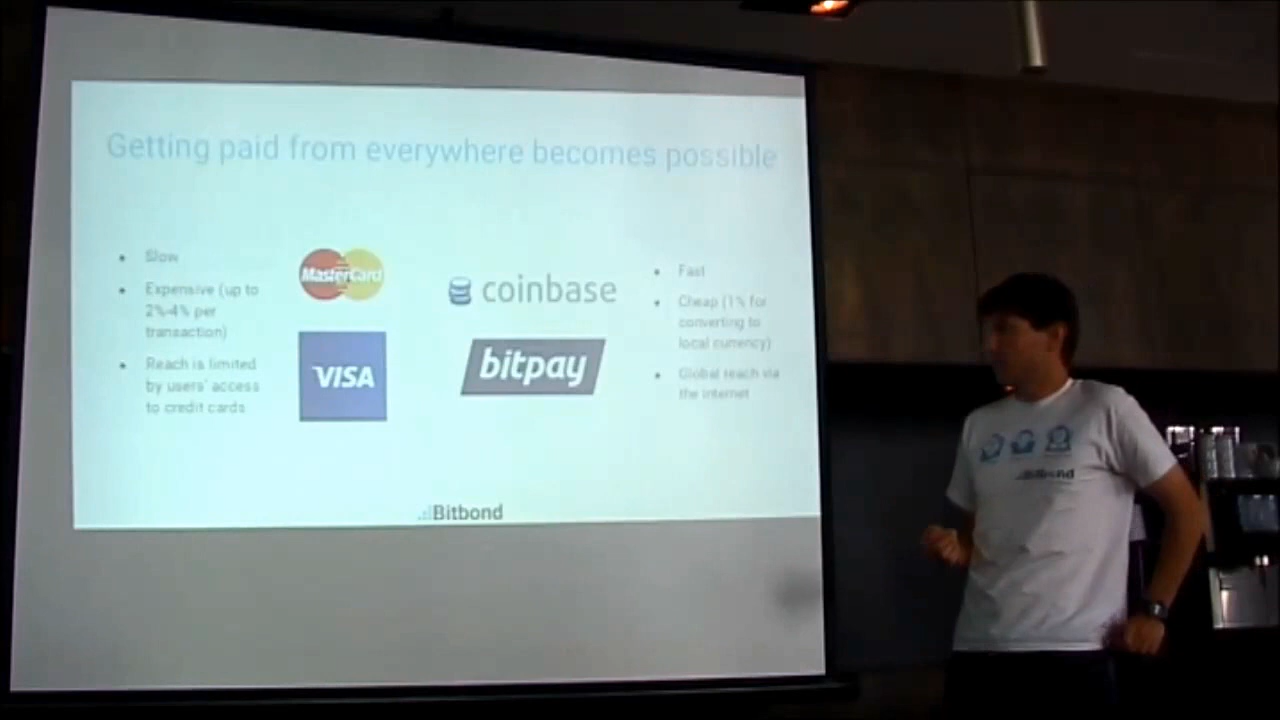 Getting paid from everywhere becomes possible
• Slow
• Expensive (up to
2%-4% per
transaction)
• Reach is limited
by users' access
to credit cards
MasterCard
VISA
coinbase
bitpay
• Fast
• Cheap (1% for
converting to
local currency)
• Global reach via
the internet
Bitbond
Bitbond